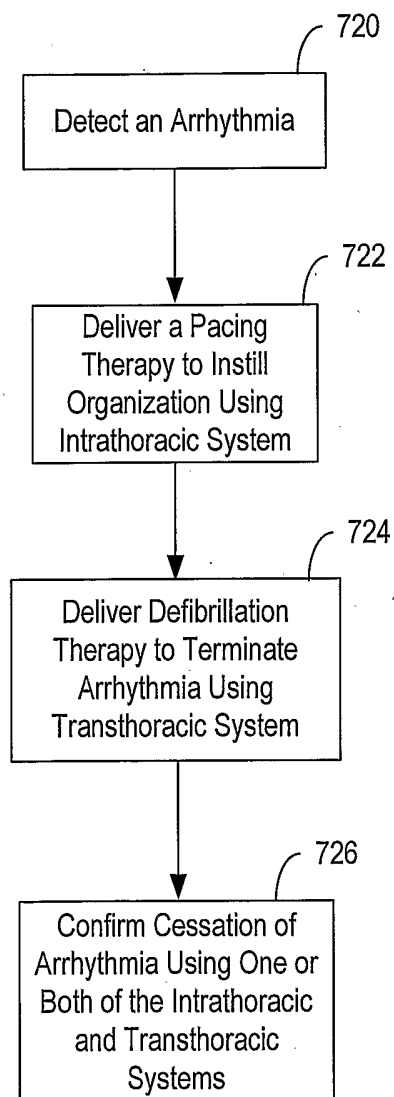 720
Detect an Arrhythmia
722
Deliver a Pacing
Therapy to Instill
Organization Using
Intrathoracic System
724
Deliver Defibrillation
Therapy to Terminate
Arrhythmia Using
Transthoracic System
726
Confirm Cessation of
Arrhythmia Using One or
Both of the Intrathoracic
and Transthoracic
Systems